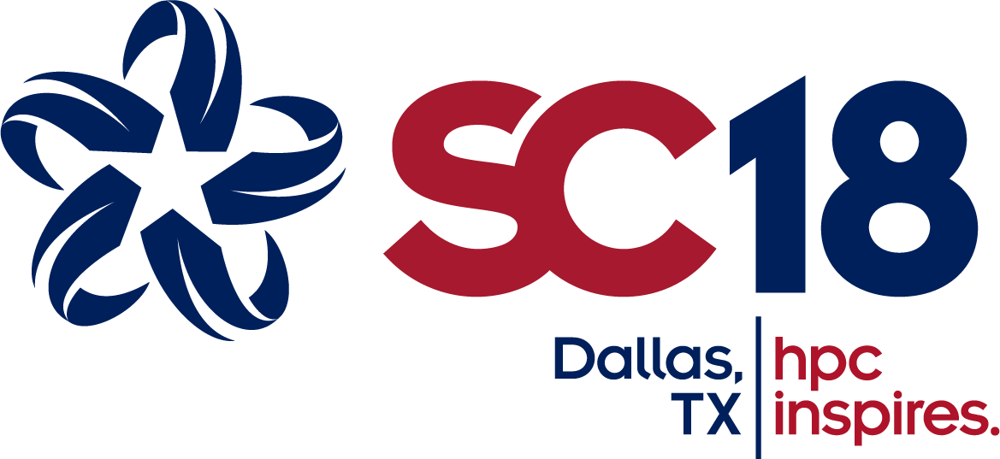 SC18
Dallas,
TX
hpc
inspires.